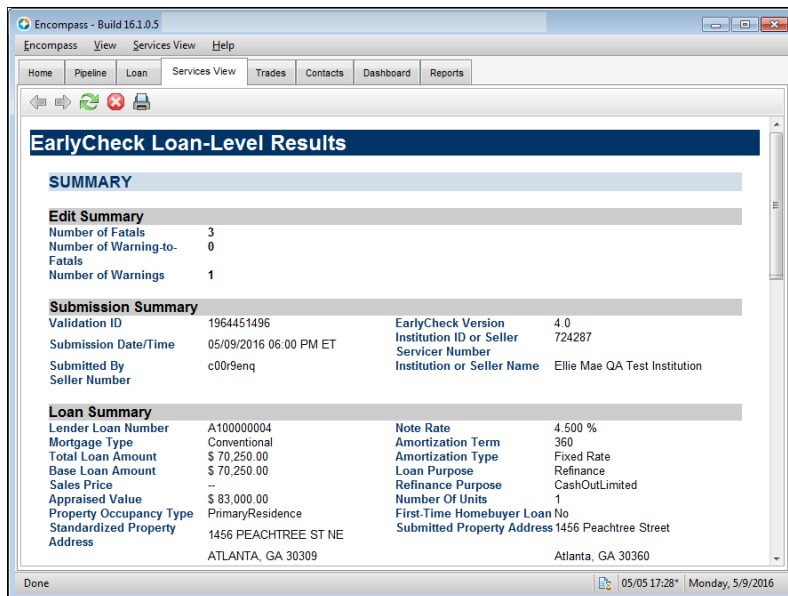 Encompass - Build 16.1.0.5
Encompass View Services View Help
Home Pipeline Loan Services View Trades Contacts Dashboard Reports
EarlyCheck Loan-Level Results
SUMMARY
Edit Summary
Number of Fatals 3
Number of Warning-to- 0
Fatals
Number of Warnings 1
Submission Summary
Validation ID 1964451496 EarlyCheck Version 4.0
Submission Date/Time 05/09/2016 06:00 PM ET Institution ID or Seller 724287
Servicer Number
Submitted By c00r9enq Institution or Seller Name Ellie Mae QA Test Institution
Seller Number
Loan Summary
Lender Loan Number A100000004 Note Rate 4.500 %
Mortgage Type Conventional Amortization Term 360
Total Loan Amount $ 70,250.00 Amortization Type Fixed Rate
Base Loan Amount $ 70,250.00 Loan Purpose Refinance
Sales Price -- Refinance Purpose CashOutLimited
Appraised Value $ 83,000.00 Number Of Units 1
Property Occupancy Type PrimaryResidence First-Time Homebuyer Loan No
Standardized Property 1456 PEACHTREE ST NE Submitted Property Address 1456 Peachtree Street
Address
ATLANTA, GA 30309 Atlanta, GA 30360
Done 05/05 17:28* Monday, 5/9/2016